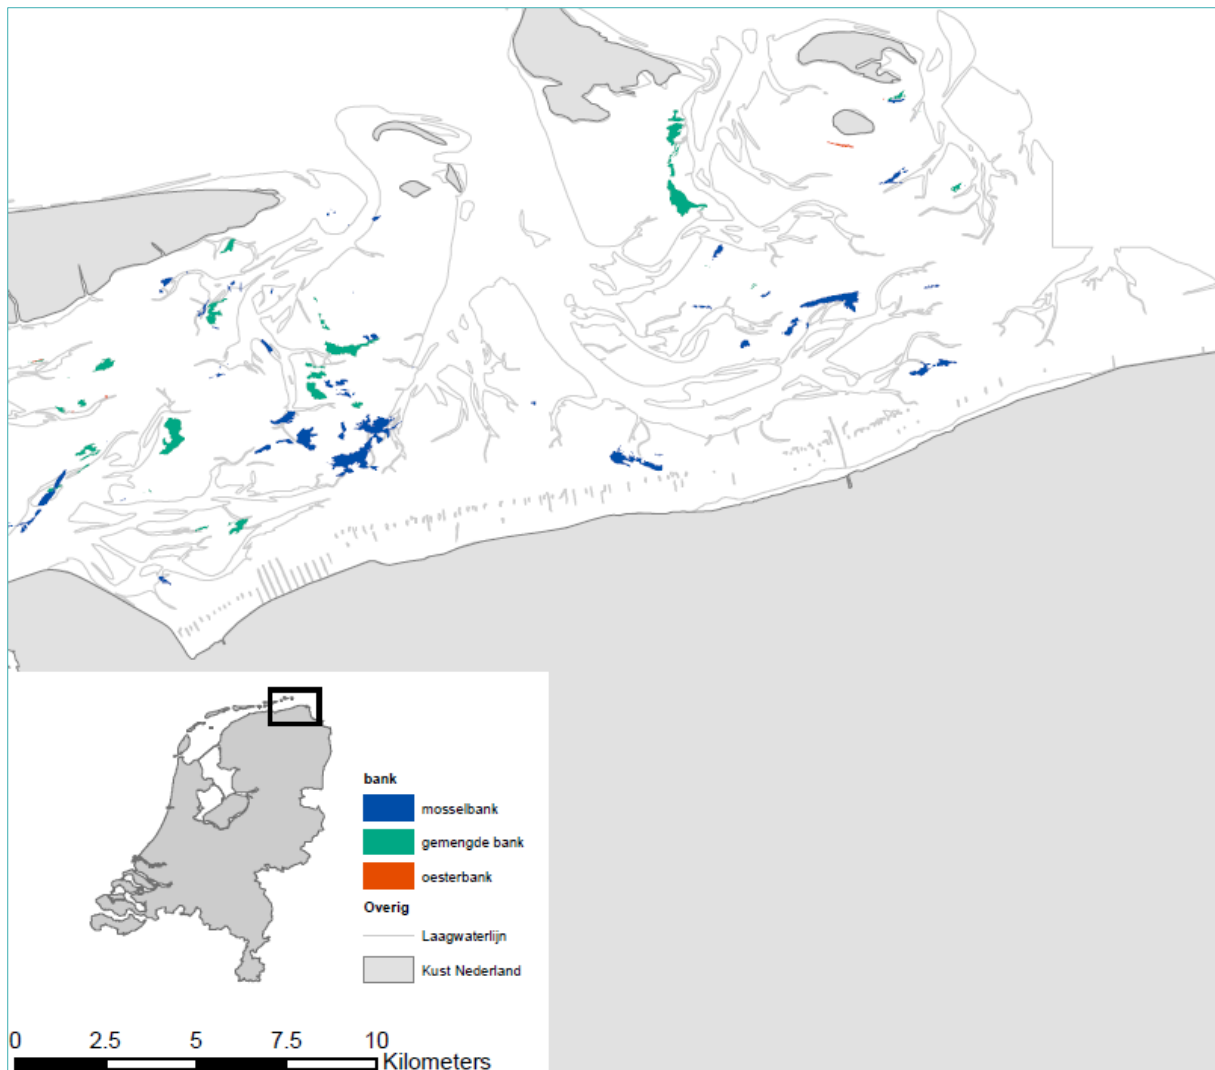 bank
mosselbank
gemengde bank
oesterbank
Overig
Laagwaterlijn
Kust Nederland
0 2.5 5 7.5 10
Kilometers